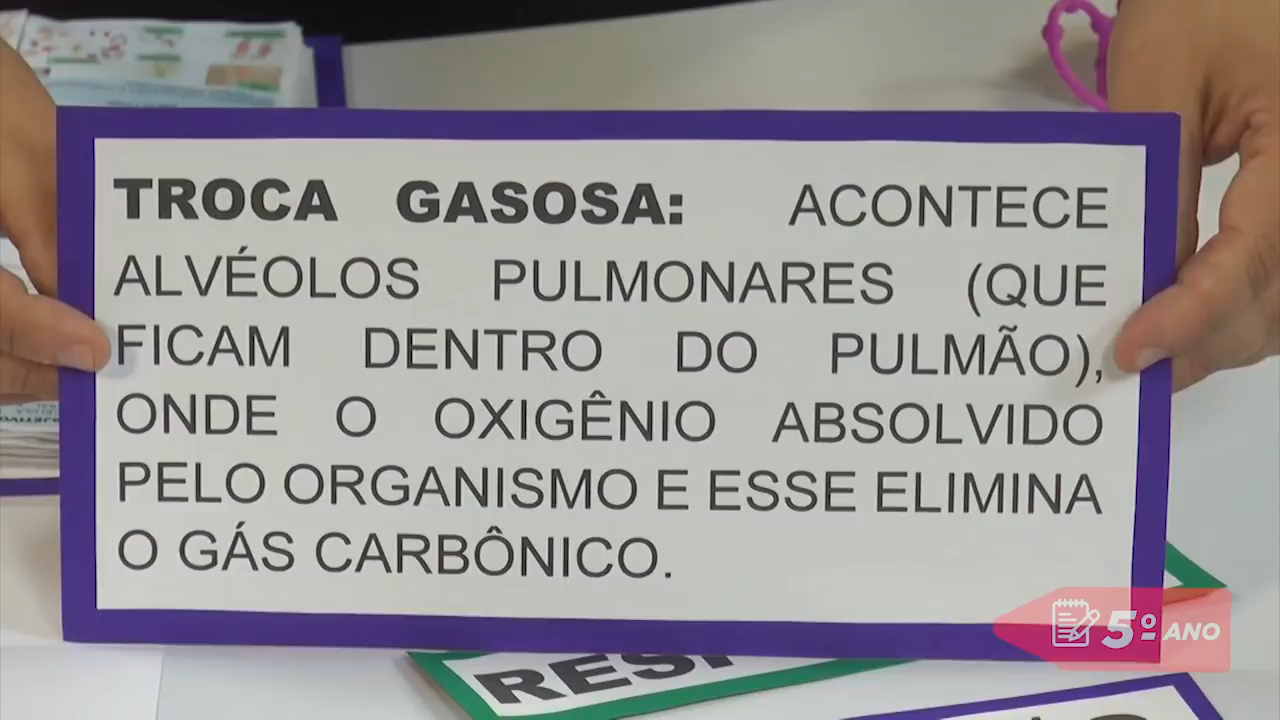 TROCA GASOSA: ACONTECE
ALVÉOLOS PULMONARES (QUE
FICAM DENTRO DO PULMÃO),
ONDE O OXIGÊNIO ABSOLVIDO
PELO ORGANISMO E ESSE ELIMINA
O GÁS CARBÔNICO.
5º ANO